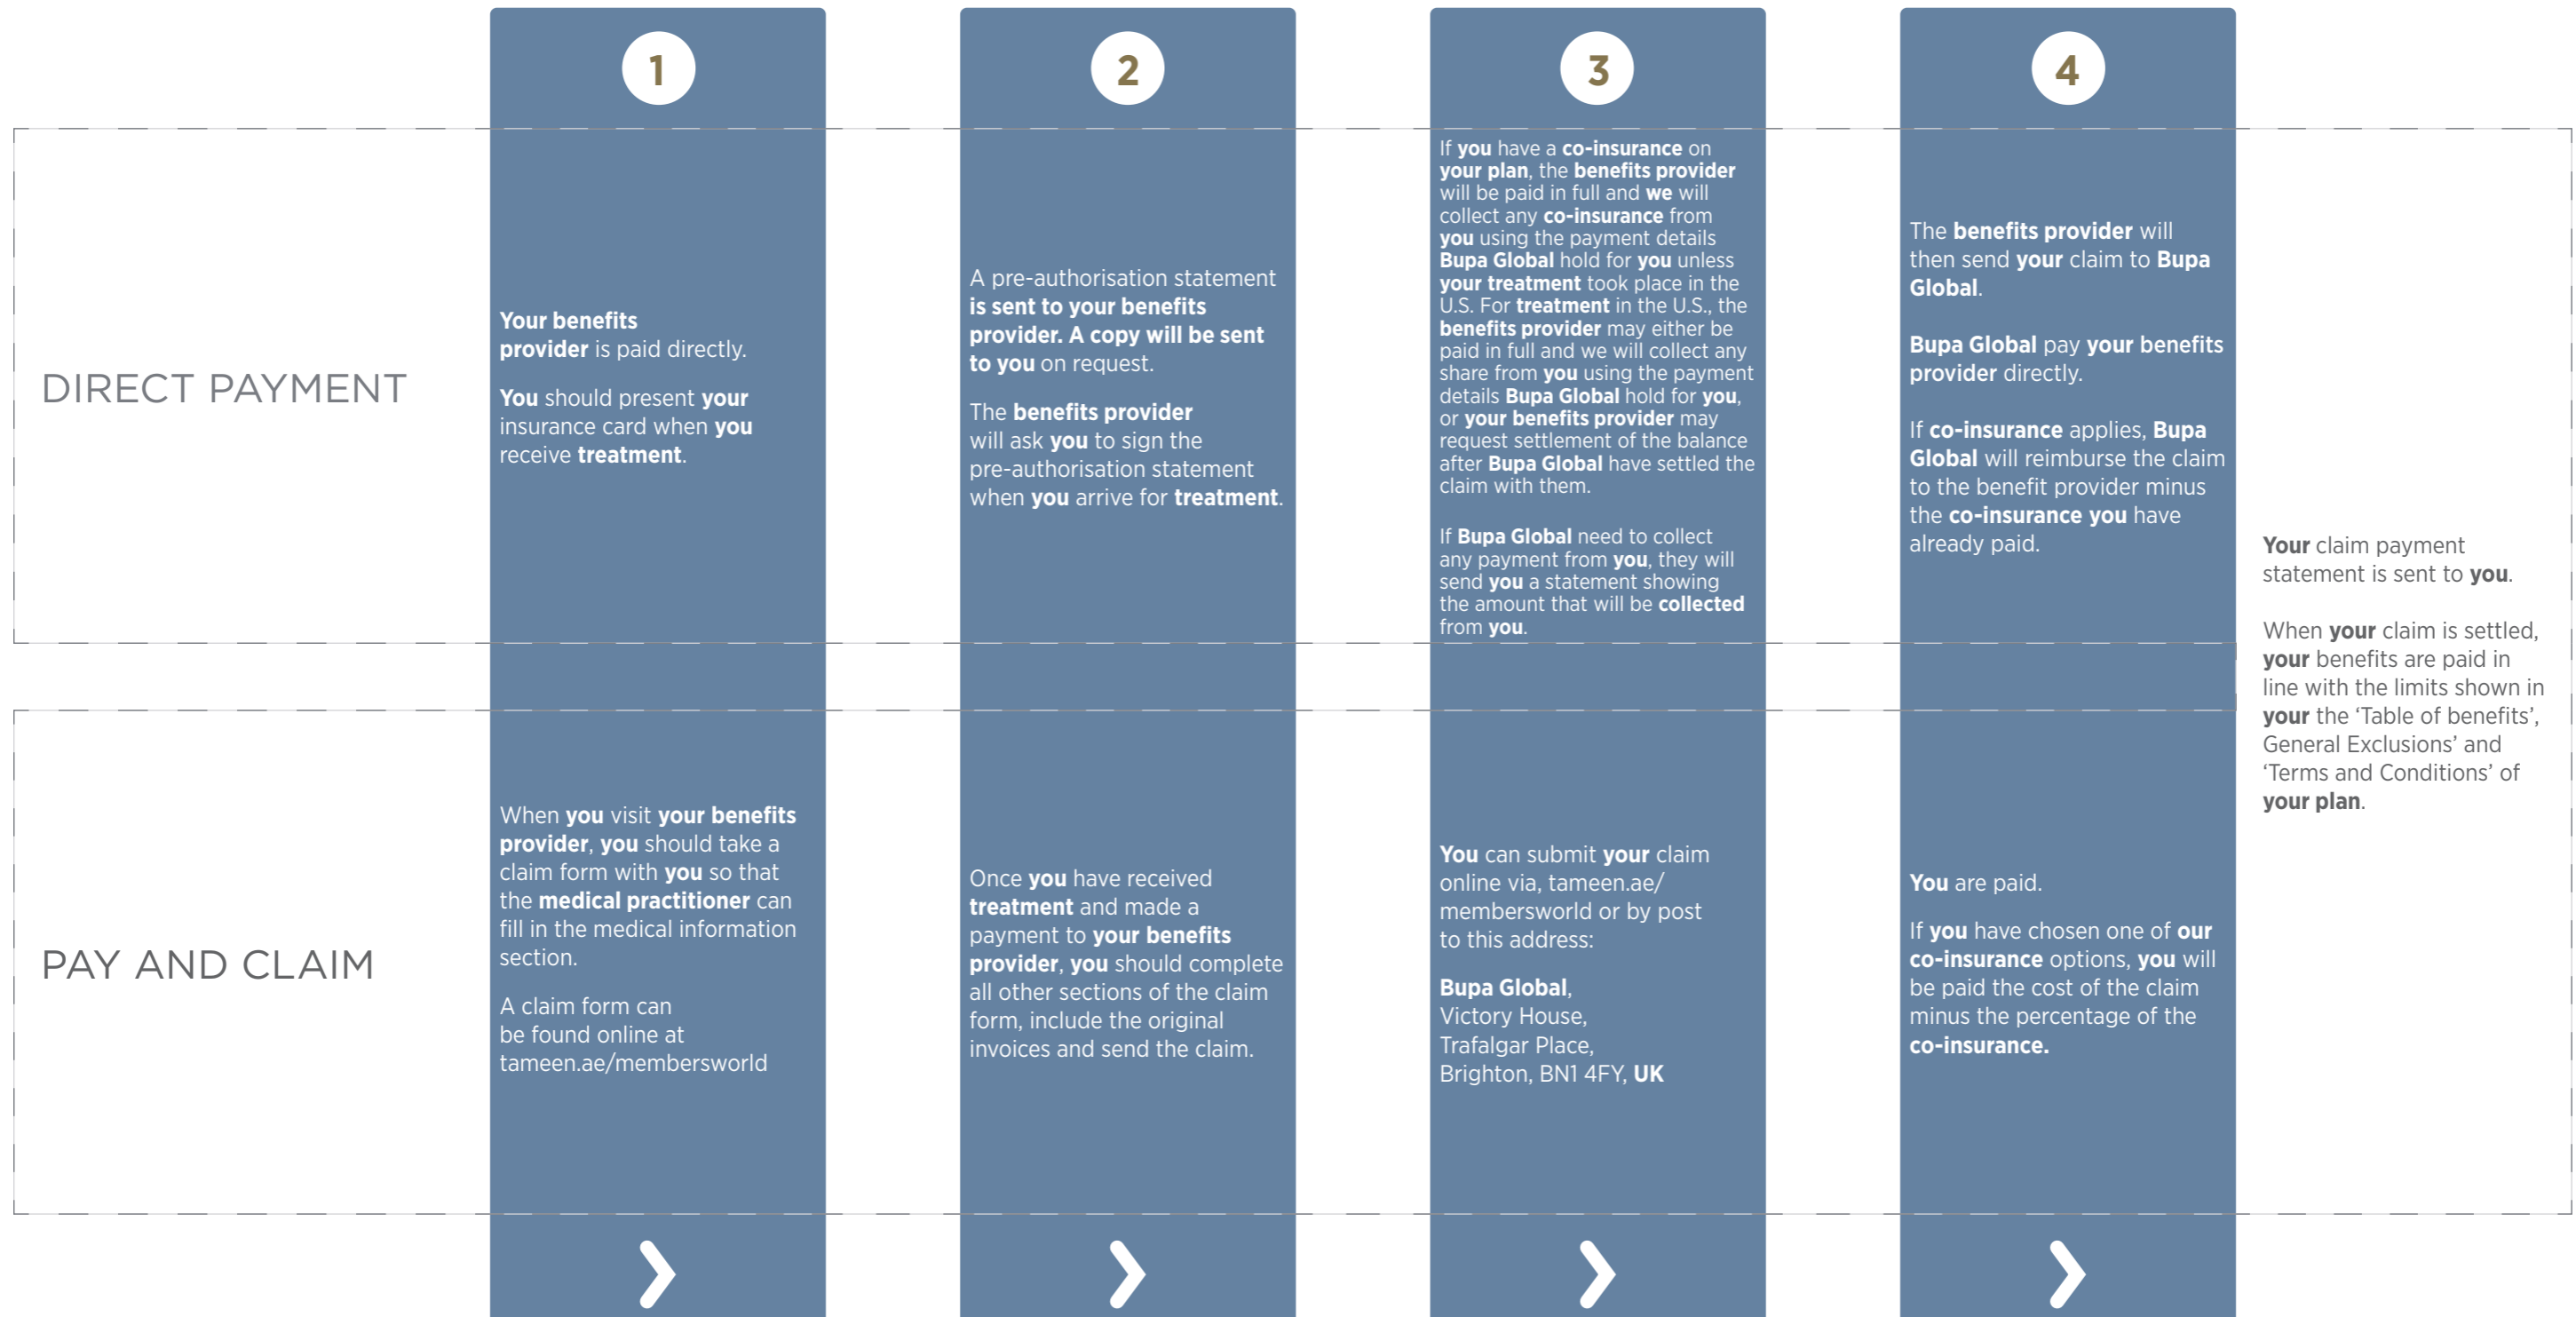 1
2
3
4
DIRECT PAYMENT
Your benefits
provider is paid directly.
You should present your
insurance card when you
receive treatment.
A pre-authorisation statement
is sent to your benefits
provider. A copy will be sent
to you on request.
The benefits provider
will ask you to sign the
pre-authorisation statement
when you arrive for treatment.
If you have a co-insurance on
your plan, the benefits provider
will be paid in full and we will
collect any co-insurance from
you using the payment details
Bupa Global hold for you unless
your treatment took place in the
U.S. For treatment in the U.S., the
benefits provider may either be
paid in full and we will collect any
share from you using the payment
details Bupa Global hold for you,
or your benefits provider may
request settlement of the balance
after Bupa Global have settled the
claim with them.
If Bupa Global need to collect
any payment from you, they will
send you a statement showing
the amount that will be collected
from you.
The benefits provider will
then send your claim to Bupa
Global.
Bupa Global pay your benefits
provider directly.
If co-insurance applies, Bupa
Global will reimburse the claim
to the benefit provider minus
the co-insurance you have
already paid.
PAY AND CLAIM
When you visit your benefits
provider, you should take a
claim form with you so that
the medical practitioner can
fill in the medical information
section.
A claim form can
be found online at
tameen.ae/membersworld
Once you have received
treatment and made a
payment to your benefits
provider, you should complete
all other sections of the claim
form, include the original
invoices and send the claim.
You can submit your claim
online via, tameen.ae/
membersworld or by post
to this address:
Bupa Global,
Victory House,
Trafalgar Place,
Brighton, BN1 4FY, UK
You are paid.
If you have chosen one of our
co-insurance options, you will
be paid the cost of the claim
minus the percentage of the
co-insurance.
Your claim payment
statement is sent to you.
When your claim is settled,
your benefits are paid in
line with the limits shown in
your the ‘Table of benefits’,
General Exclusions’ and
‘Terms and Conditions’ of
your plan.